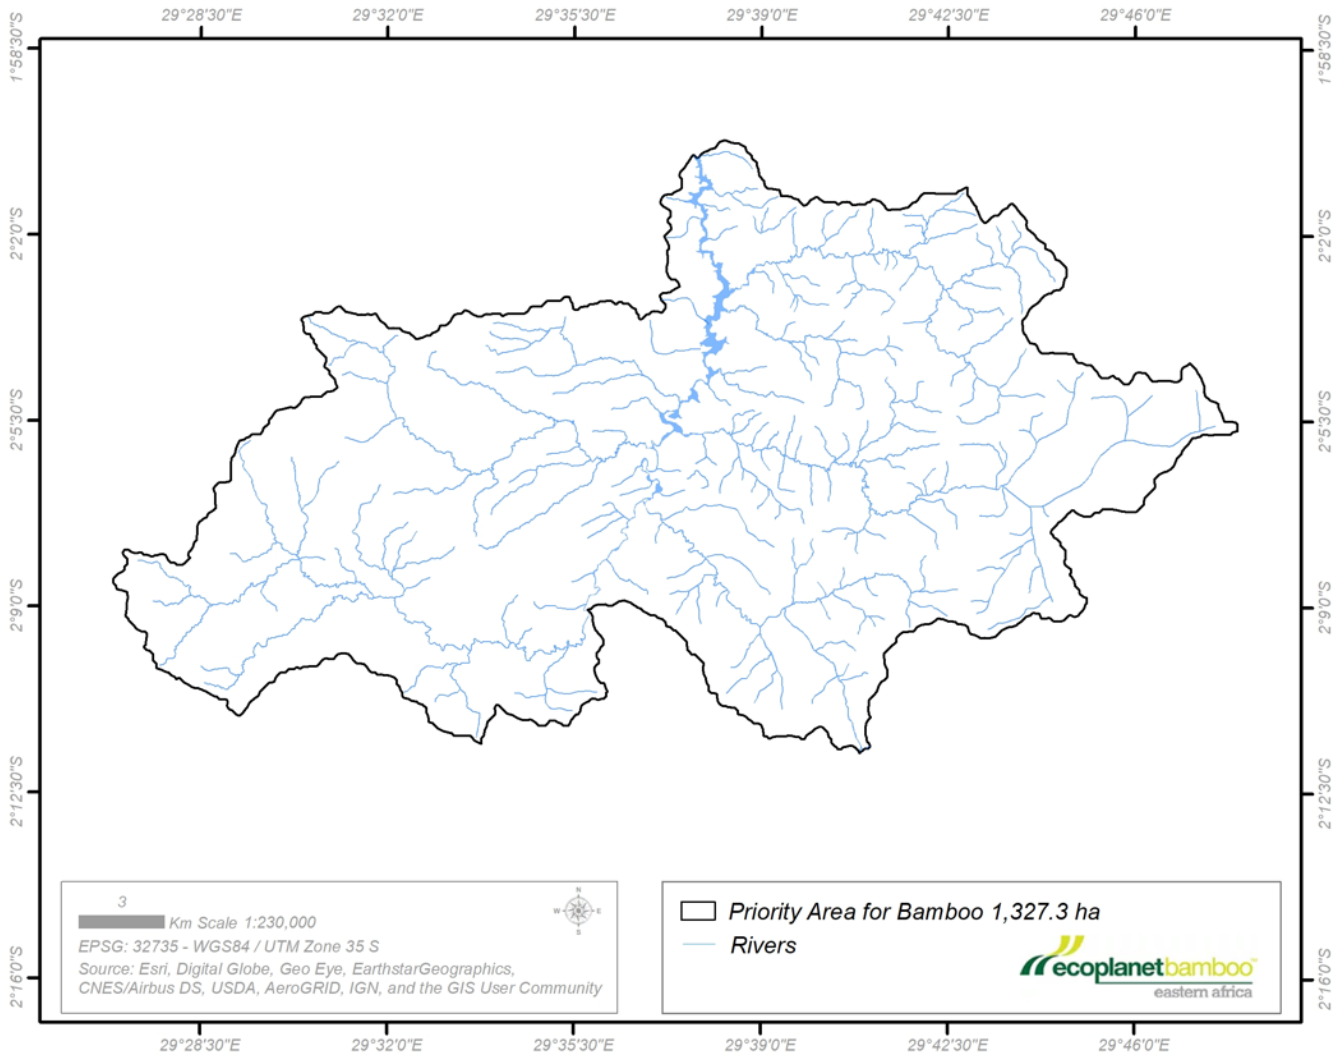 29°28'30"E 29°32'0"E 29°35'30"E 29°39'0"E 29°42'30"E 29°46'0"E
1°58'30"S 1°58'30"S
2°2'0"S 2°2'0"S
2°5'30"S 2°5'30"S
2°9'0"S 2°9'0"S
2°12'30"S 2°12'30"S
2°16'0"S 2°16'0"S
3
Km Scale 1:230,000
EPSG: 32735 - WGS84 / UTM Zone 35 S
Source: Esri, Digital Globe, Geo Eye, EarthstarGeographics,
CNES/Airbus DS, USDA, AeroGRID, IGN, and the GIS User Community
N
W E
S
Priority Area for Bamboo 1,327.3 ha
Rivers
ecoplanetbamboo™
eastern africa
29°28'30"E 29°32'0"E 29°35'30"E 29°39'0"E 29°42'30"E 29°46'0"E